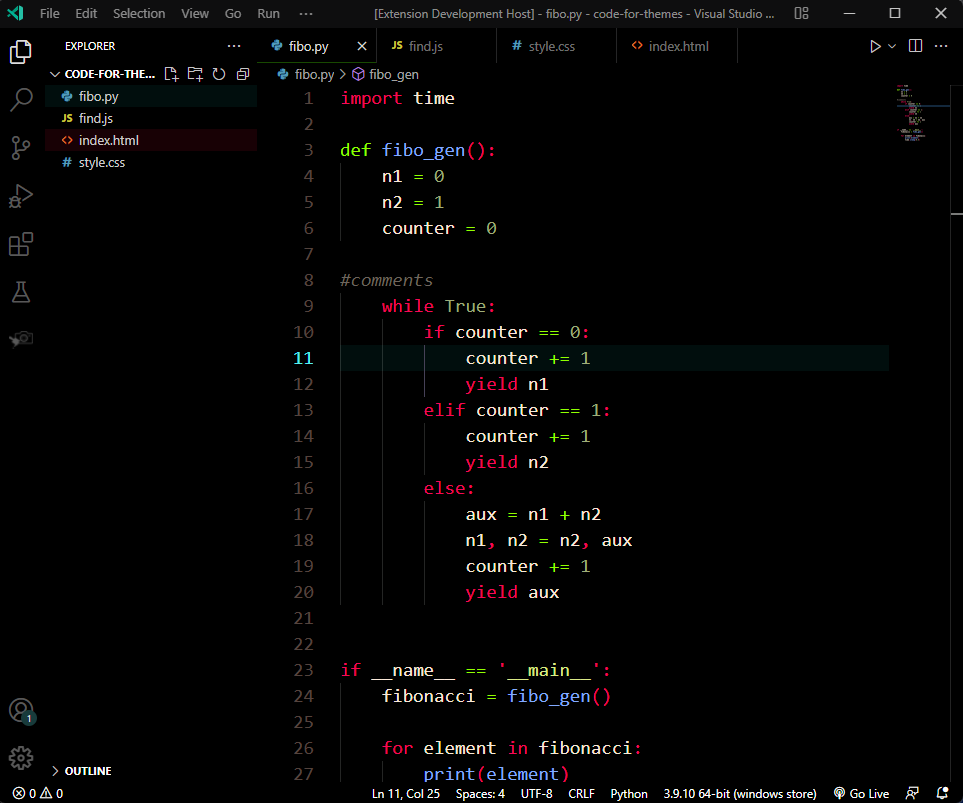 File Edit Selection View Go Run ··· [Extension Development Host] - fibo.py - code-for-themes - Visual Studio ...
EXPLORER ···
fibo.py
JS find.js
# style.css
<> index.html
CODE-FOR-THE...
fibo.py > fibo_gen
fibo.py
JS find.js
<> index.html
# style.css
1 import time
2
3 def fibo_gen():
4 n1 = 0
5 n2 = 1
6 counter = 0
7
8 #comments
9 while True:
10 if counter == 0:
11 counter += 1
12 yield n1
13 elif counter == 1:
14 counter += 1
15 yield n2
16 else:
17 aux = n1 + n2
18 n1, n2 = n2, aux
19 counter += 1
20 yield aux
21
22
23 if __name__ == '__main__':
24 fibonacci = fibo_gen()
25
26 for element in fibonacci:
27 print(element)
1
OUTLINE
0 0 Ln 11, Col 25 Spaces: 4 UTF-8 CRLF Python 3.9.10 64-bit (windows store) Go Live